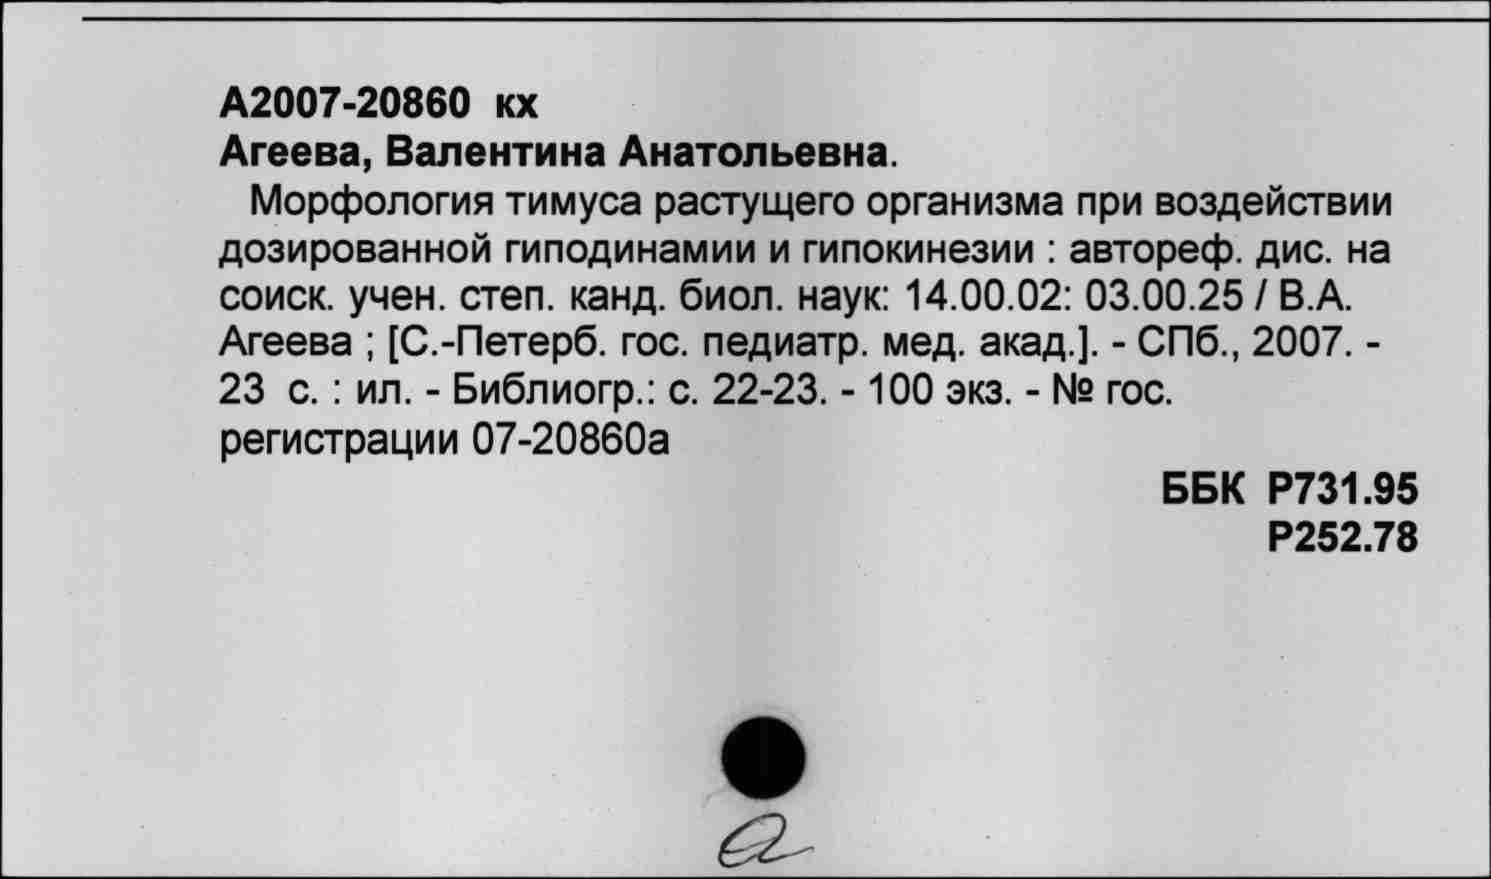 А2007-20860 кх
Агеева, Валентина Анатольевна.
Морфология тимуса растущего организма при воздействии
дозированной гиподинамии и гипокинезии : автореф. дис. на
соиск. учен. степ. канд. биол. наук: 14.00.02: 03.00.25 / В.А.
Агеева ; [С.-Петерб. гос. педиатр. мед. акад.]. - СПб., 2007. -
23 с. : ил. - Библиогр.: с. 22-23. - 100 экз. - № гос.
регистрации 07-20860а
ББК Р731.95
Р252.78